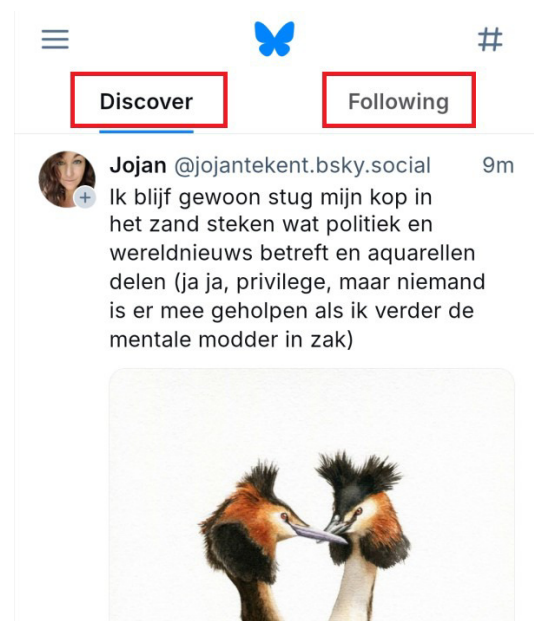 #
Discover
Following
Jojan @jojantekent.bsky.social 9m
Ik blijf gewoon stug mijn kop in
het zand steken wat politiek en
wereldnieuws betreft en aquarellen
delen (ja ja, privilege, maar niemand
is er mee geholpen als ik verder de
mentale modder in zak)